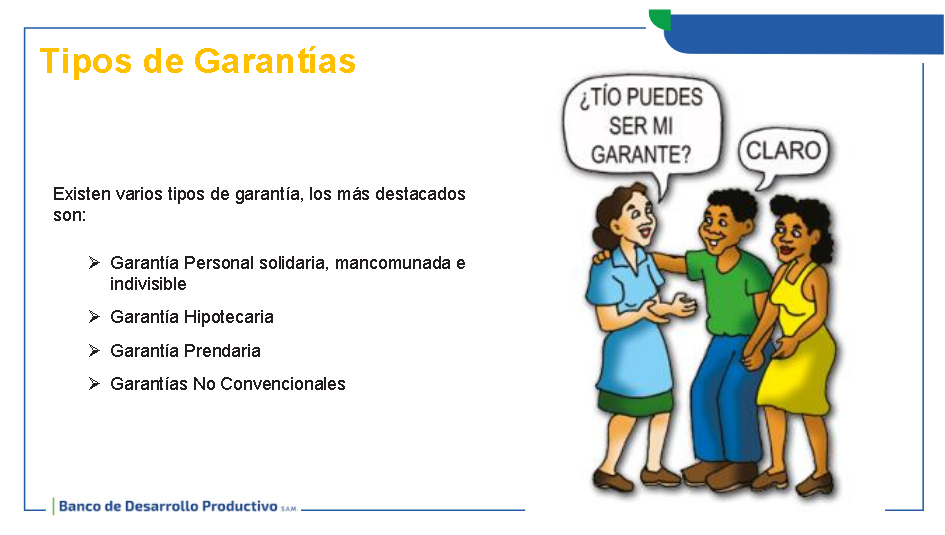 Tipos de Garantías
¿TÍO PUEDES
SER MI
GARANTE?
CLARO
Existen varios tipos de garantía, los más destacados
son:
➢ Garantía Personal solidaria, mancomunada e
indivisible
➢ Garantía Hipotecaria
➢ Garantía Prendaria
➢ Garantías No Convencionales
Banco de Desarrollo Productivo S.A.M.